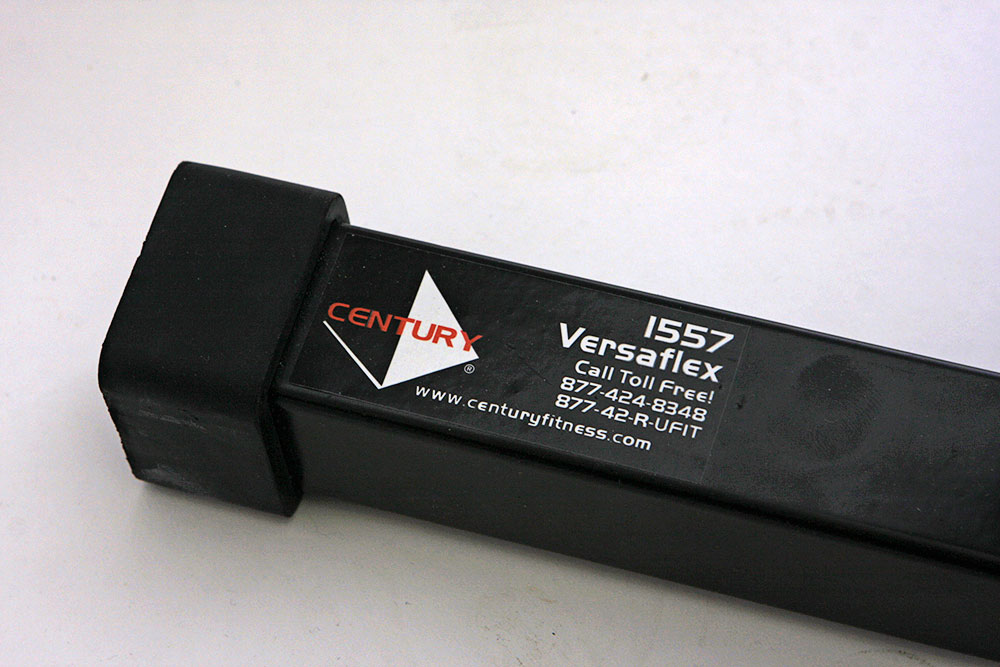 CENTURY
®
1557
Versaflex
Call Toll Free!
877-424-8348
877-42-R-UFIT
www.centuryfitness.com